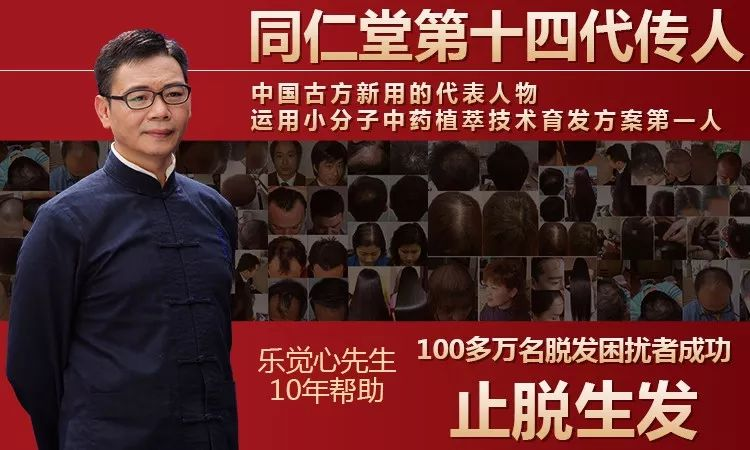 同仁堂第十四代传人
中国古方新用的代表人物
运用小分子中药植萃技术育发方案第一人
乐觉心先生
10年帮助
100多万名脱发困扰者成功
止脱生发